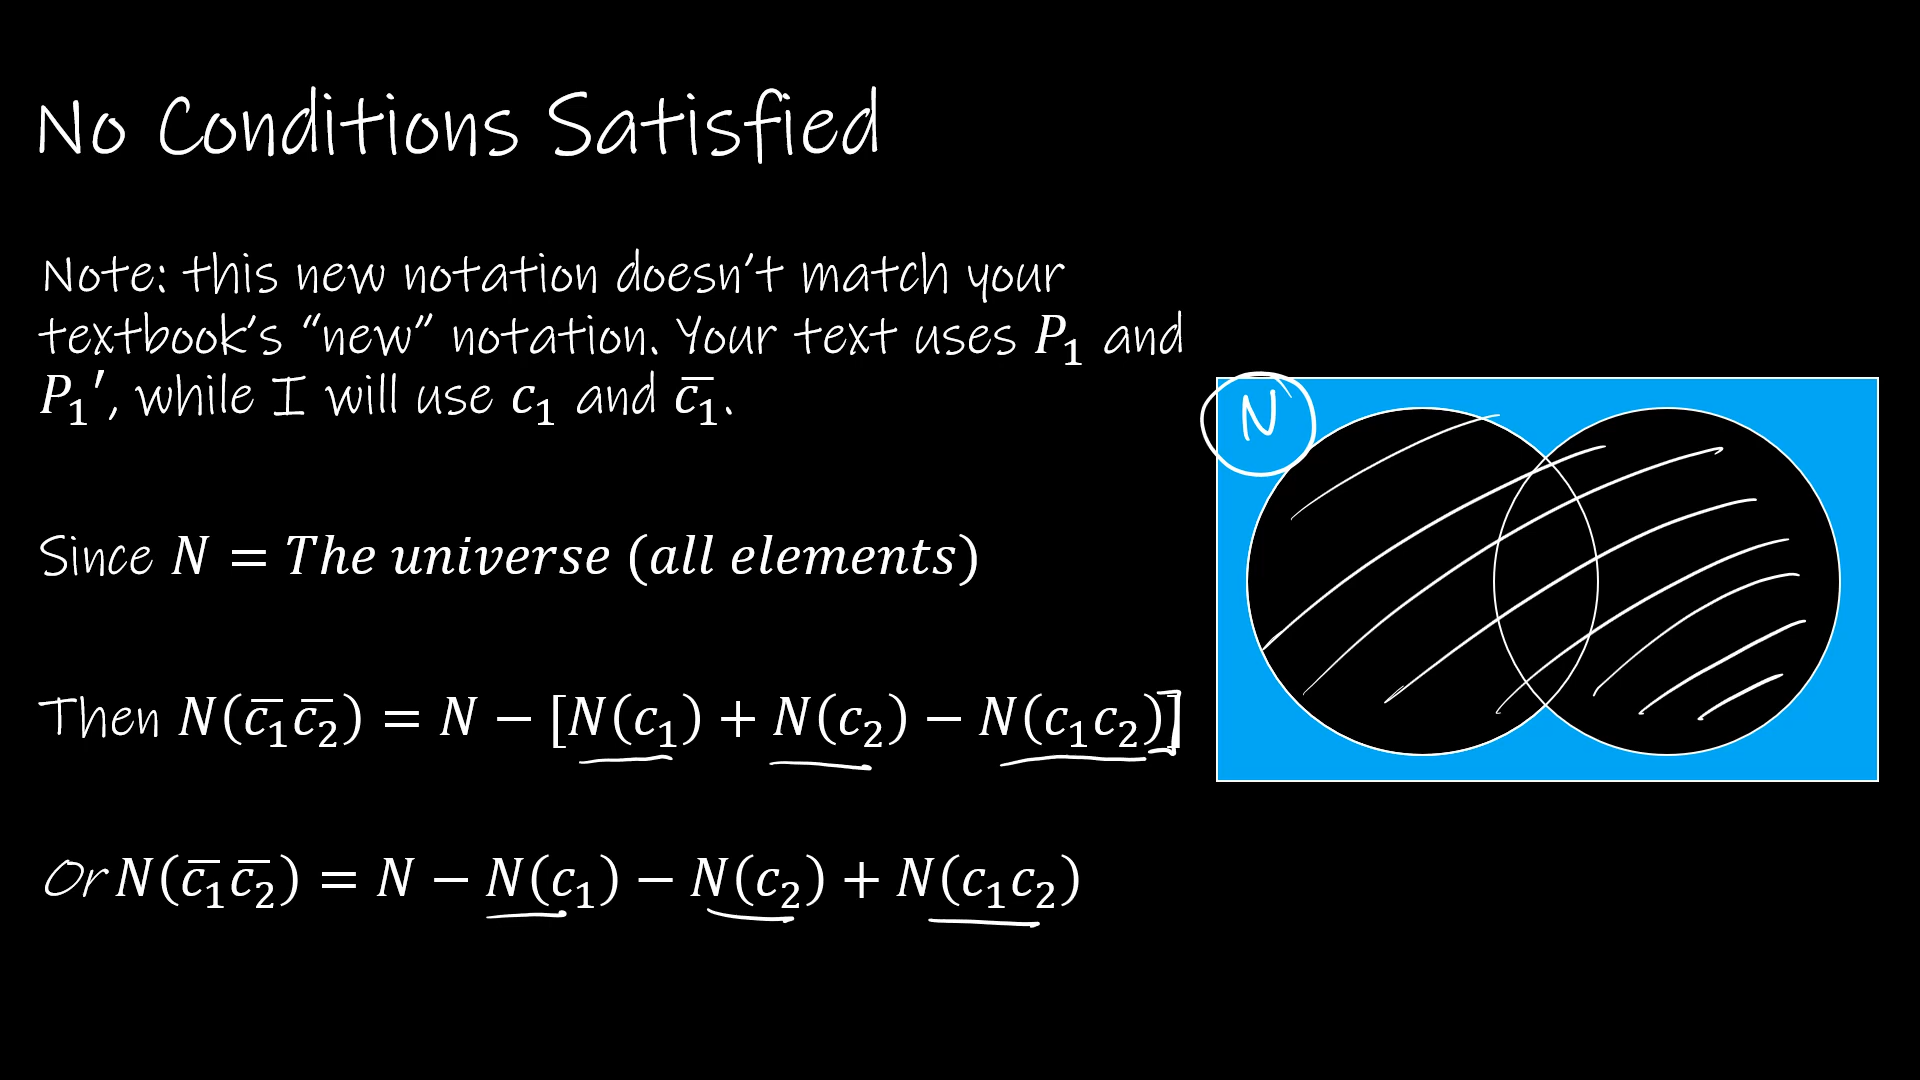 No Conditions Satisfied
Note: this new notation doesn't match your
textbook's “new” notation. Your text uses P₁ and
P₁′, while I will use c₁ and c̅₁.
N
Since N = The universe (all elements)
Then N(c̅₁c̅₂) = N − [N(c₁) + N(c₂) − N(c₁c₂)]
Or N(c̅₁c̅₂) = N − N(c₁) − N(c₂) + N(c₁c₂)